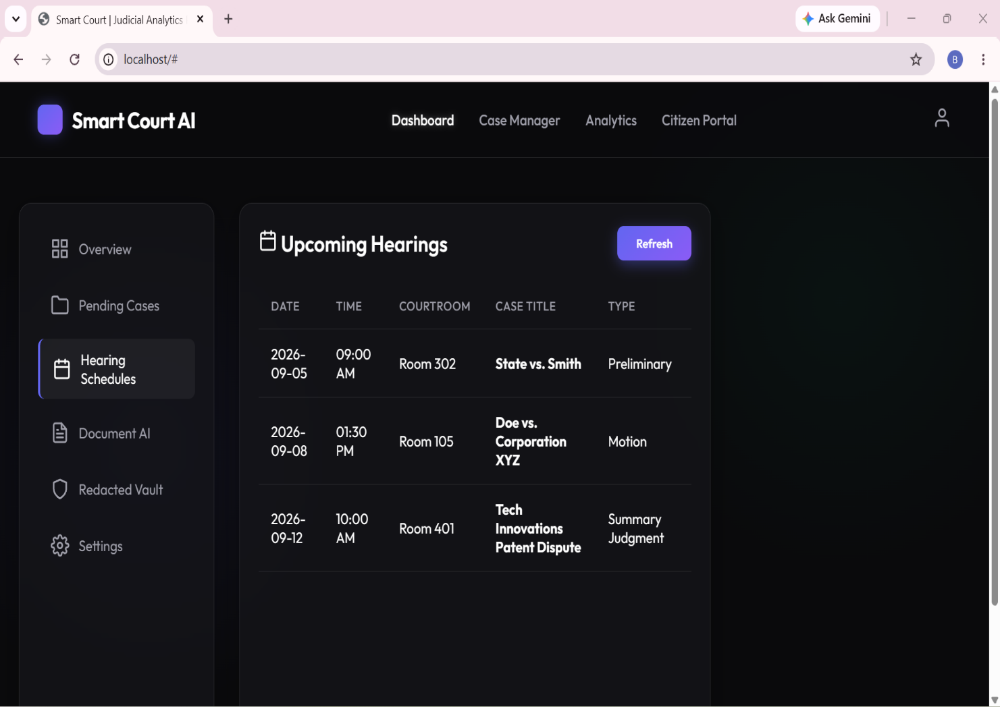 Smart Court | Judicial Analytics
Ask Gemini
localhost/#
B
Smart Court AI
Dashboard
Case Manager
Analytics
Citizen Portal
Overview
Pending Cases
Hearing
Schedules
Document AI
Redacted Vault
Settings
Upcoming Hearings
Refresh
DATE TIME COURTROOM CASE TITLE TYPE
2026-
09-05
09:00
AM
Room 302
State vs. Smith
Preliminary
2026-
09-08
01:30
PM
Room 105
Doe vs.
Corporation
XYZ
Motion
2026-
09-12
10:00
AM
Room 401
Tech
Innovations
Patent Dispute
Summary
Judgment